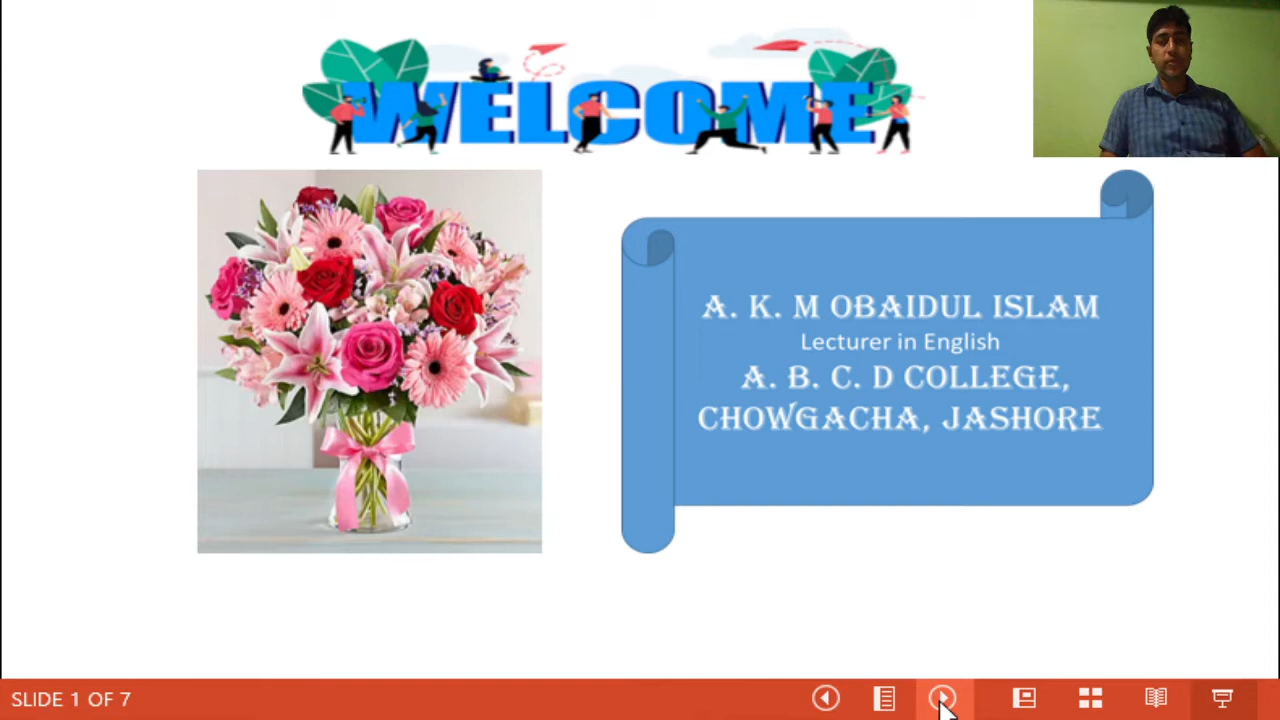 WELCOME
A. K. M OBAIDUL ISLAM
Lecturer in English
A. B. C. D COLLEGE,
CHOWGACHA, JASHORE
SLIDE 1 OF 7